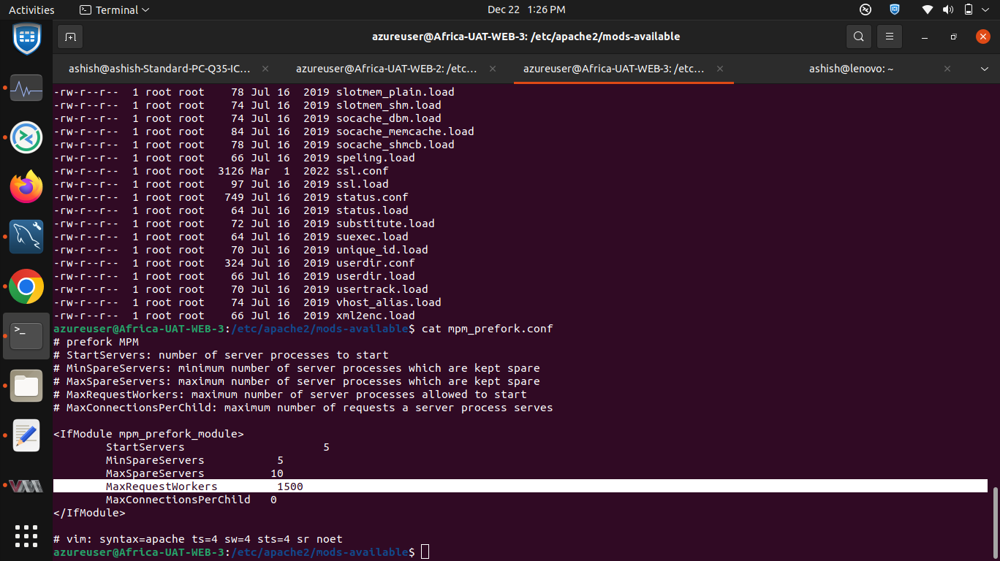 Activities
Terminal
Dec 22 1:26 PM
azureuser@Africa-UAT-WEB-3: /etc/apache2/mods-available
ashish@ashish-Standard-PC-Q35-IC...
azureuser@Africa-UAT-WEB-2: /etc...
azureuser@Africa-UAT-WEB-3: /etc...
ashish@lenovo: ~
-rw-r--r-- 1 root root 78 Jul 16 2019 slotmem_plain.load
-rw-r--r-- 1 root root 74 Jul 16 2019 slotmem_shm.load
-rw-r--r-- 1 root root 74 Jul 16 2019 socache_dbm.load
-rw-r--r-- 1 root root 84 Jul 16 2019 socache_memcache.load
-rw-r--r-- 1 root root 78 Jul 16 2019 socache_shmcb.load
-rw-r--r-- 1 root root 66 Jul 16 2019 speling.load
-rw-r--r-- 1 root root 3126 Mar 1 2022 ssl.conf
-rw-r--r-- 1 root root 97 Jul 16 2019 ssl.load
-rw-r--r-- 1 root root 749 Jul 16 2019 status.conf
-rw-r--r-- 1 root root 64 Jul 16 2019 status.load
-rw-r--r-- 1 root root 72 Jul 16 2019 substitute.load
-rw-r--r-- 1 root root 64 Jul 16 2019 suexec.load
-rw-r--r-- 1 root root 70 Jul 16 2019 unique_id.load
-rw-r--r-- 1 root root 324 Jul 16 2019 userdir.conf
-rw-r--r-- 1 root root 66 Jul 16 2019 userdir.load
-rw-r--r-- 1 root root 70 Jul 16 2019 usertrack.load
-rw-r--r-- 1 root root 74 Jul 16 2019 vhost_alias.load
-rw-r--r-- 1 root root 66 Jul 16 2019 xml2enc.load
azureuser@Africa-UAT-WEB-3:/etc/apache2/mods-available$ cat mpm_prefork.conf
# prefork MPM
# StartServers: number of server processes to start
# MinSpareServers: minimum number of server processes which are kept spare
# MaxSpareServers: maximum number of server processes which are kept spare
# MaxRequestWorkers: maximum number of server processes allowed to start
# MaxConnectionsPerChild: maximum number of requests a server process serves
<IfModule mpm_prefork_module>
StartServers 5
MinSpareServers 5
MaxSpareServers 10
MaxRequestWorkers 1500
MaxConnectionsPerChild 0
</IfModule>
# vim: syntax=apache ts=4 sw=4 sts=4 sr noet
azureuser@Africa-UAT-WEB-3:/etc/apache2/mods-available$